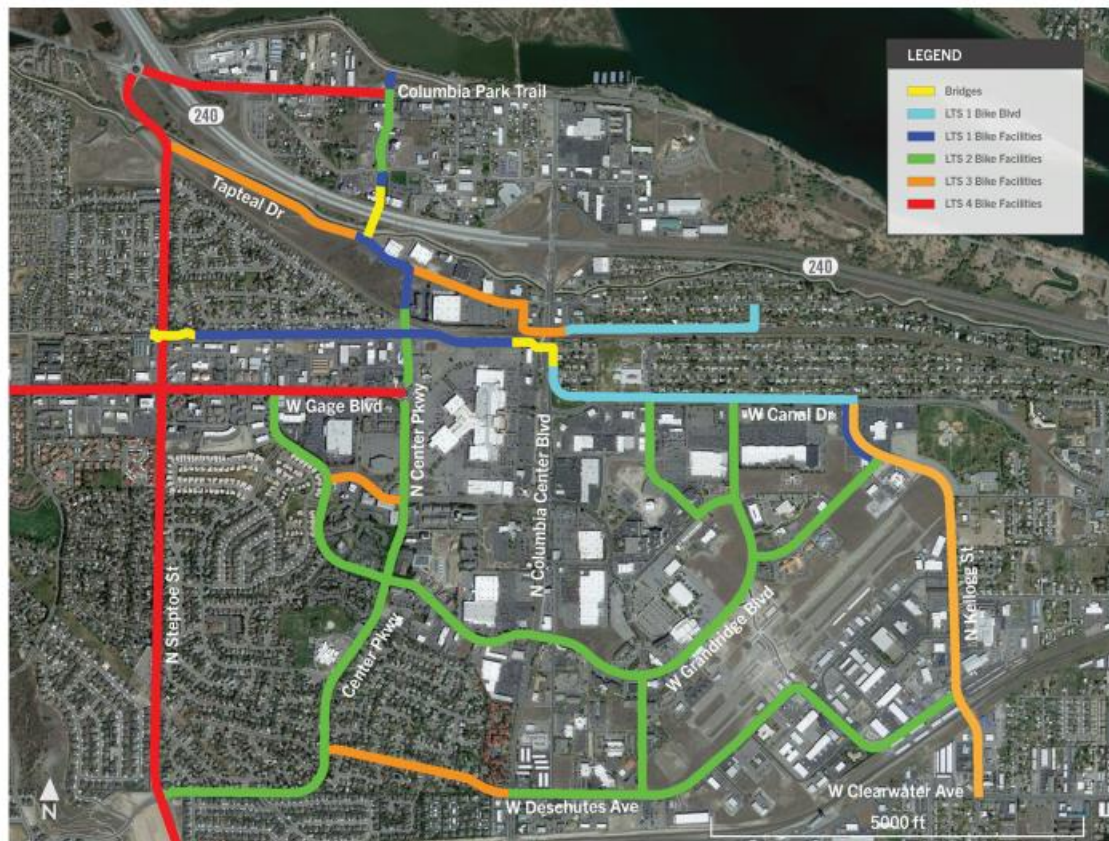 LEGEND
Bridges
LTS 1 Bike Blvd
LTS 1 Bike Facilities
LTS 2 Bike Facilities
LTS 3 Bike Facilities
LTS 4 Bike Facilities
Columbia Park Trail
240
Tapteal Dr
240
W Gage Blvd
N Center Pkwy
W Canal Dr
N Columbia Center Blvd
N Steptoe St
Center Pkwy
W Grandridge Blvd
N Kellogg St
W Deschutes Ave
W Clearwater Ave
N
5000 ft